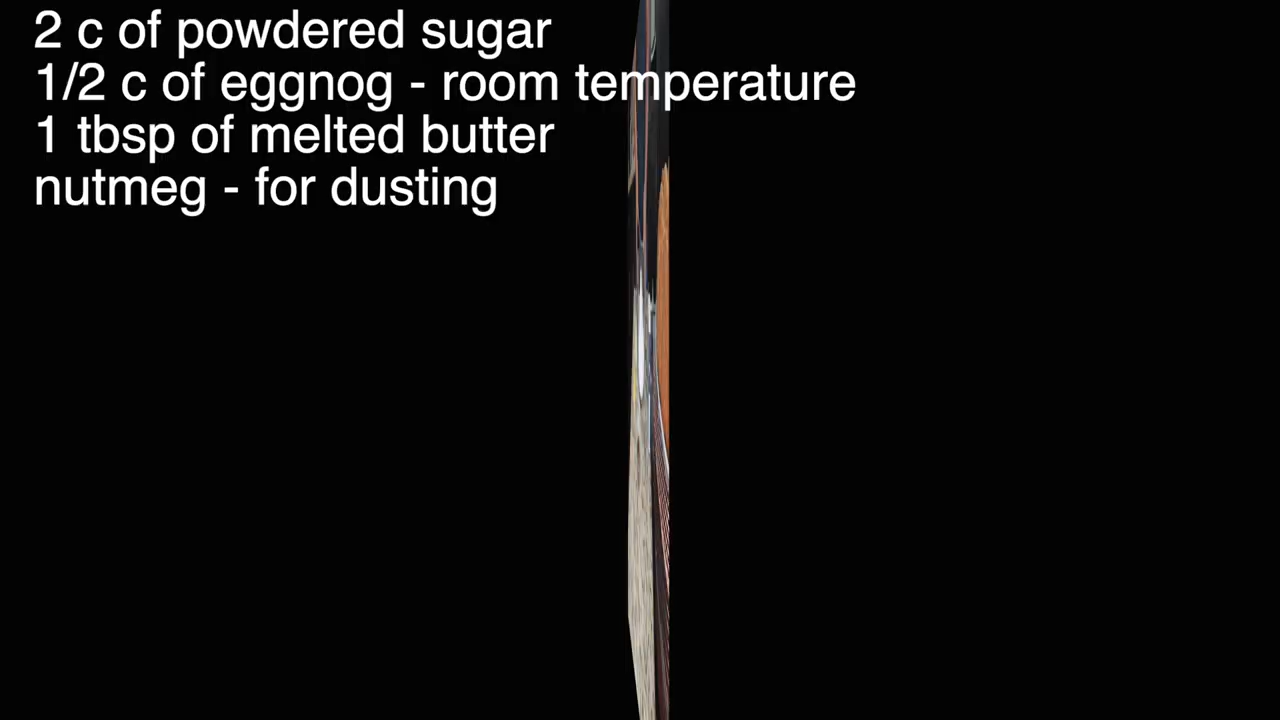 2 c of powdered sugar
1/2 c of eggnog - room temperature
1 tbsp of melted butter
nutmeg - for dusting